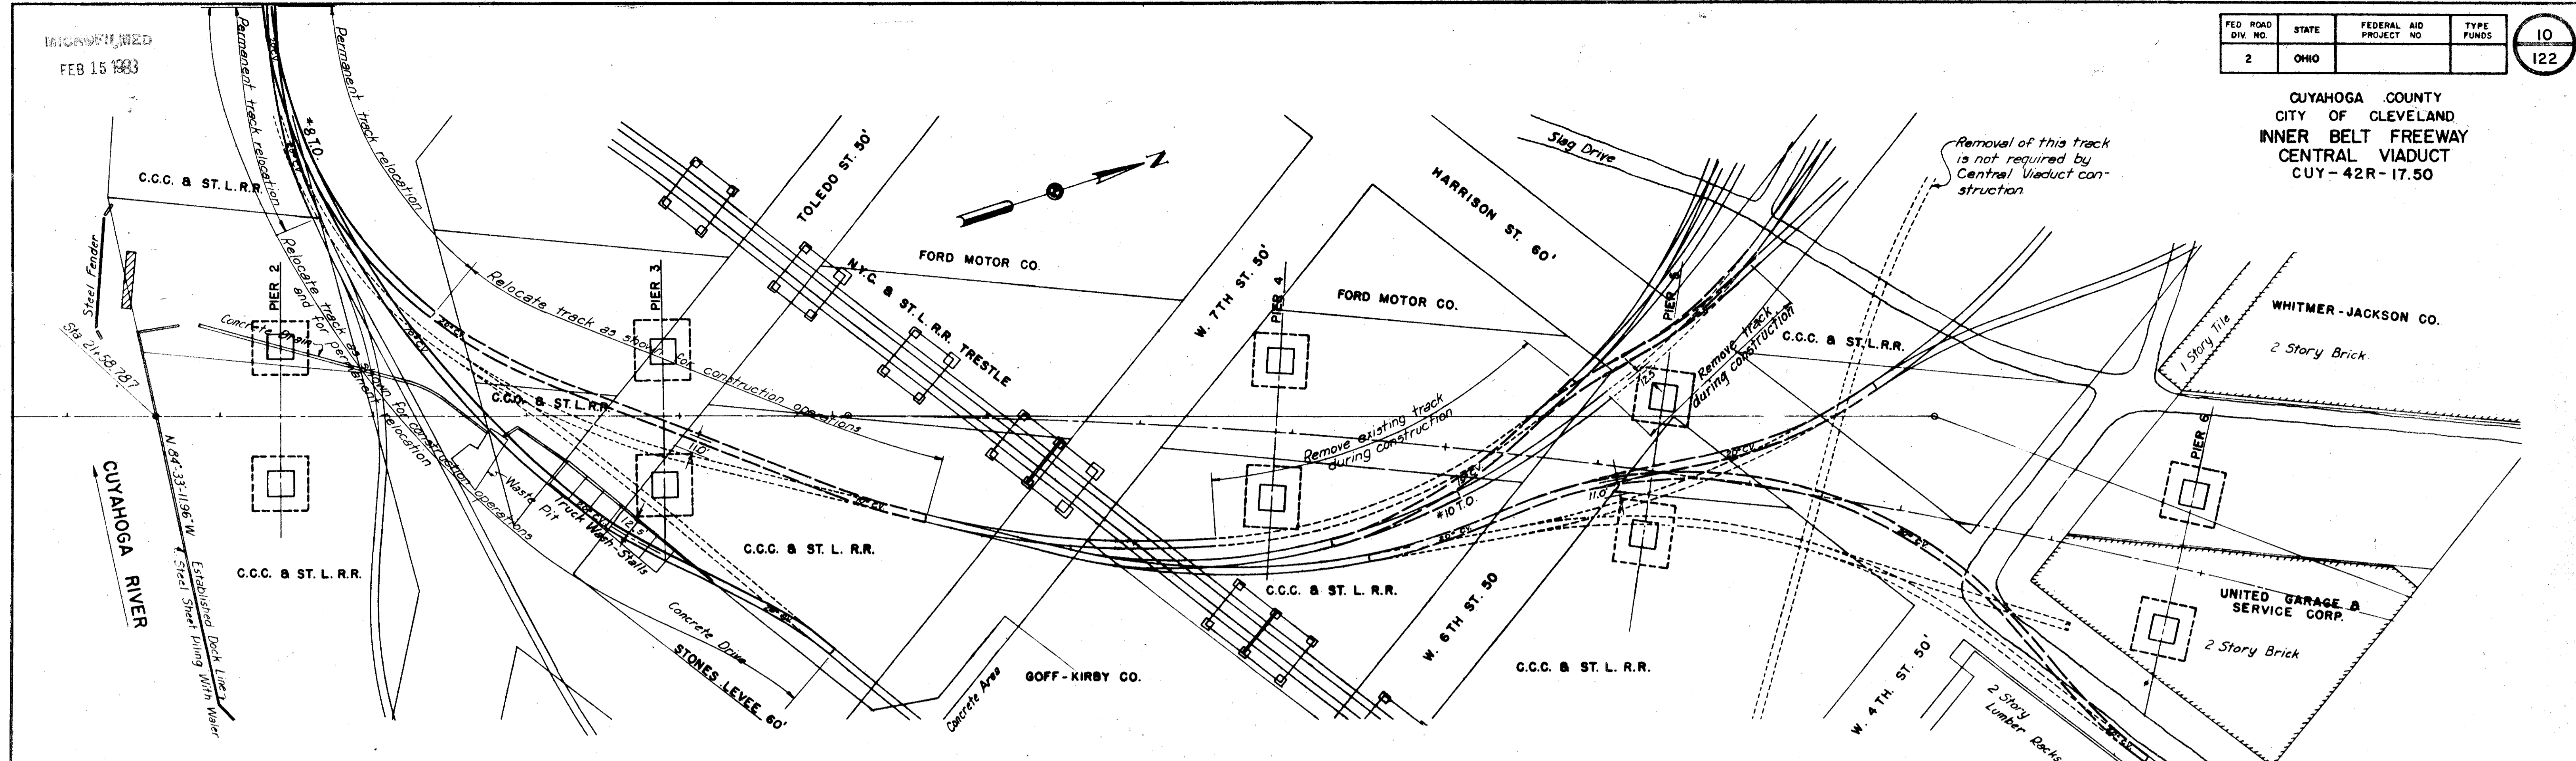 MICROFILMED
FEB 15 1983
FED ROAD DIV. NO.
STATE
FEDERAL AID PROJECT NO
TYPE FUNDS
2
OHIO
10
122
CUYAHOGA COUNTY
CITY OF CLEVELAND
INNER BELT FREEWAY
CENTRAL VIADUCT
CUY-42R-17.50
Permanent track relocation
Permanent track relocation
#8 T.O.
C.C.C. & ST. L. R.R.
Steel Fender
Sta 21+58.787
PIER 2
Concrete Drain
Relocate track as shown for construction operations
and for permanent relocation
N 84°-33'-11.96" W
Established Dock Line
Steel Sheet Piling With Waler
CUYAHOGA RIVER
C.C.C. & ST. L. R.R.
C.C.C. & ST. L. R.R.
PIER 3
Relocate track as shown for construction operations
11.0'
Waste Pit
Truck Wash Stalls
12.5'
C.C.C. & ST. L. R.R.
Concrete Drive
STONES LEVEE 60'
TOLEDO ST. 50'
N.Y.C. & ST. L. R.R. TRESTLE
N
FORD MOTOR CO.
W. 7TH ST. 50'
PIER 4
FORD MOTOR CO.
HARRISON ST. 60'
Slag Drive
Remove existing track
during construction
#10 T.O.
C.C.C. & ST. L. R.R.
GOFF-KIRBY CO.
Concrete Area
W. 6TH ST. 50
C.C.C. & ST. L. R.R.
PIER 5
12.5'
Remove track
during construction
11.0'
C.C.C. & ST. L. R.R.
Removal of this track
is not required by
Central Viaduct con-
struction.
WHITMER-JACKSON CO.
1 Story Tile
2 Story Brick
PIER 6
UNITED GARAGE &
SERVICE CORP.
2 Story Brick
W. 4TH. ST. 50'
2 Story
Lumber Racks